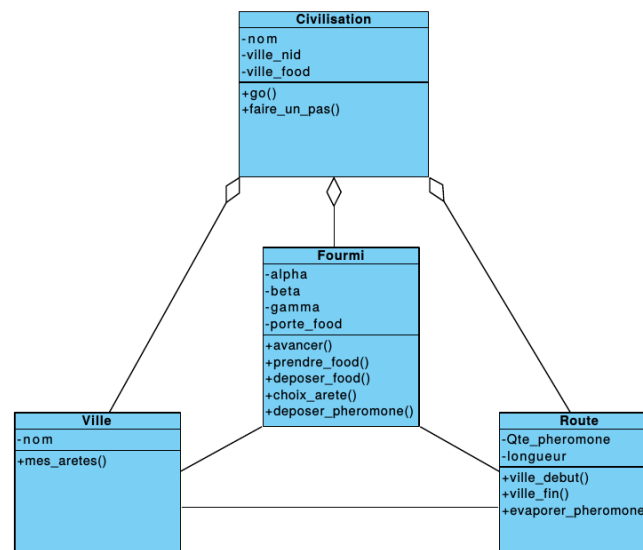 Civilisation
-nom
-ville_nid
-ville_food
+go()
+faire_un_pas()
Fourmi
-alpha
-beta
-gamma
-porte_food
+avancer()
+prendre_food()
+deposer_food()
+choix_arete()
+deposer_pheromone()
Ville
-nom
+mes_aretes()
Route
-Qte_pheromone
-longueur
+ville_debut()
+ville_fin()
+evaporer_pheromone